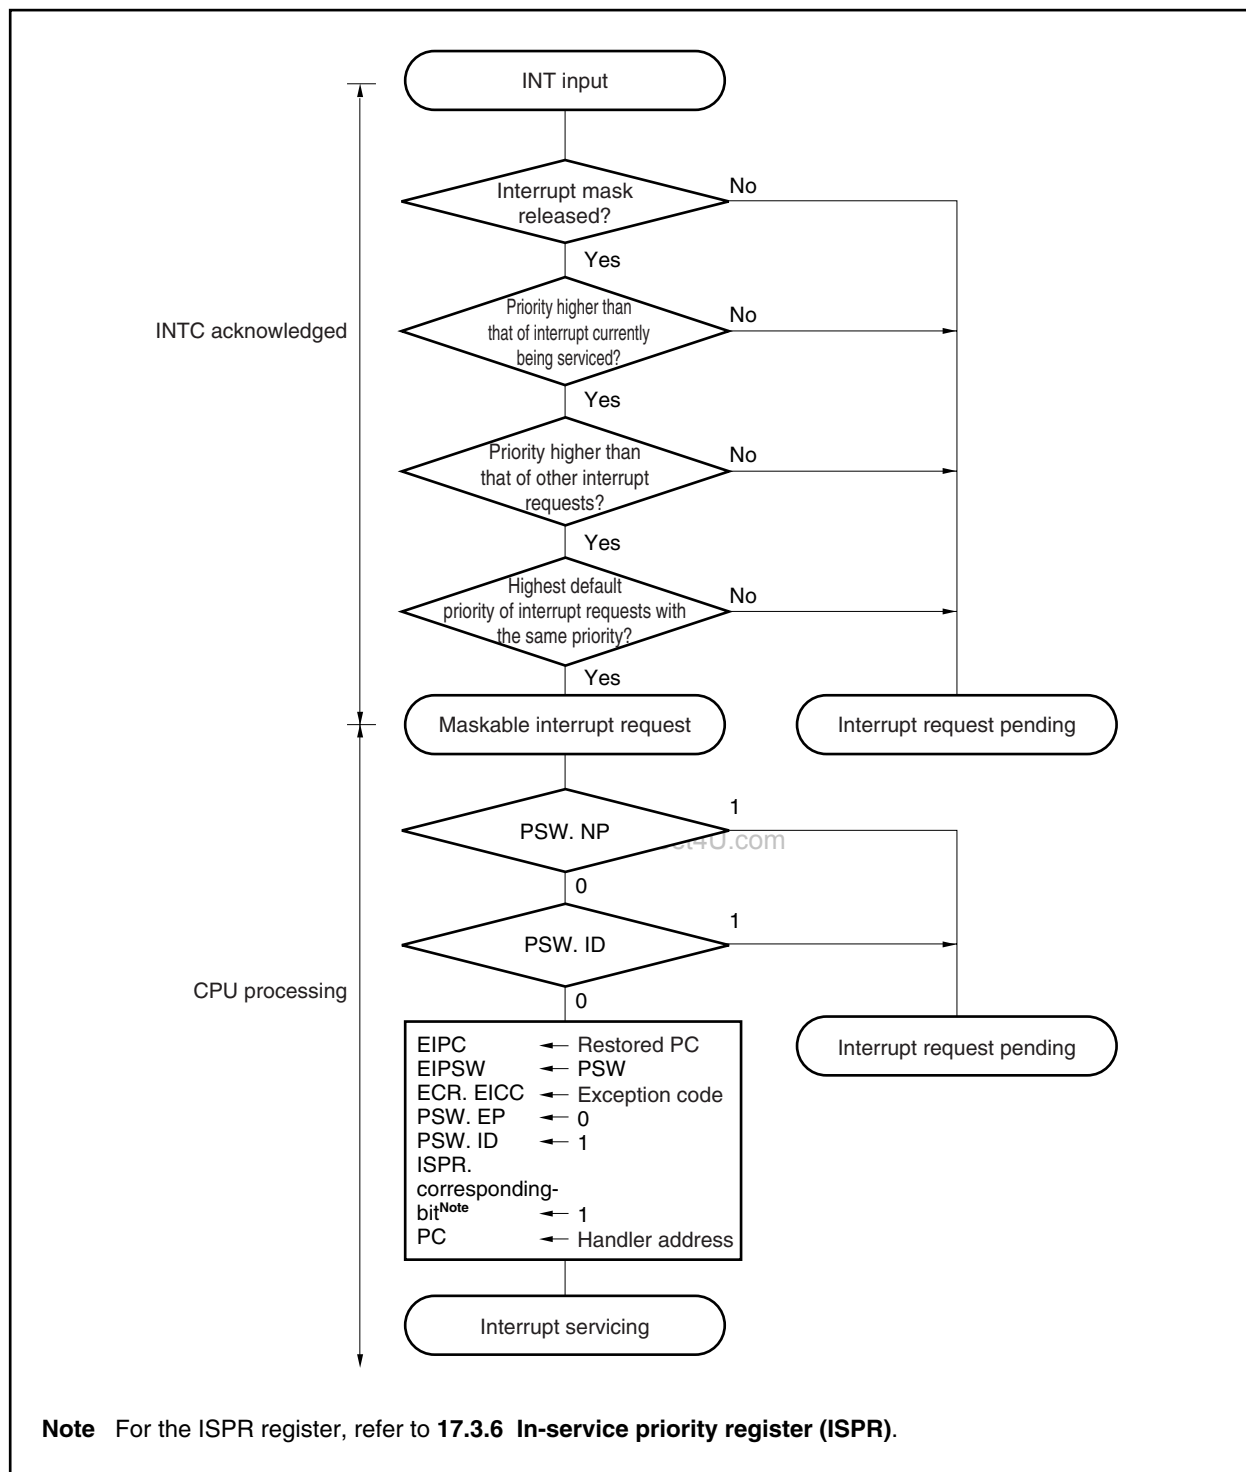 INT input
Interrupt mask
released?
No
Yes
Priority higher than
that of interrupt currently
being serviced?
No
INTC acknowledged
Yes
Priority higher than
that of other interrupt
requests?
No
Yes
Highest default
priority of interrupt requests with
the same priority?
No
Yes
Maskable interrupt request
Interrupt request pending
PSW. NP
1
4U.com
0
PSW. ID
1
CPU processing
0
Interrupt request pending
EIPC ← Restored PC
EIPSW ← PSW
ECR. EICC ← Exception code
PSW. EP ← 0
PSW. ID ← 1
ISPR.
corresponding-
bitNote ← 1
PC ← Handler address
Interrupt servicing
Note For the ISPR register, refer to 17.3.6 In-service priority register (ISPR).